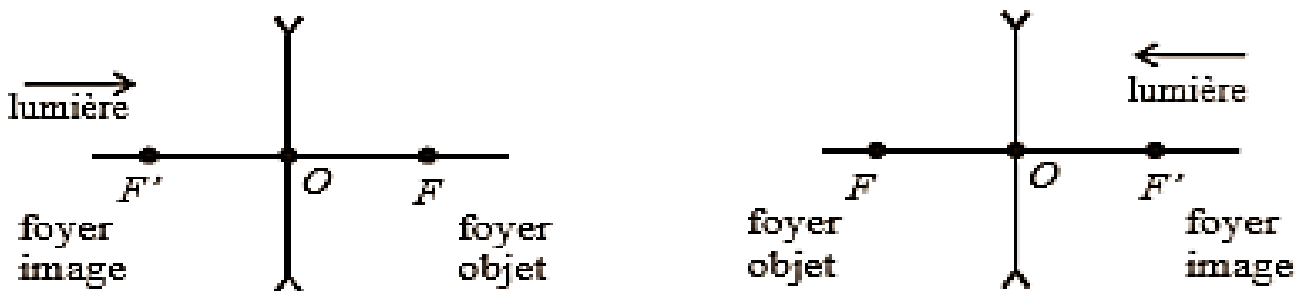 lumière
F'
O
F
foyer
image
foyer
objet
lumière
F
O
F'
foyer
objet
foyer
image